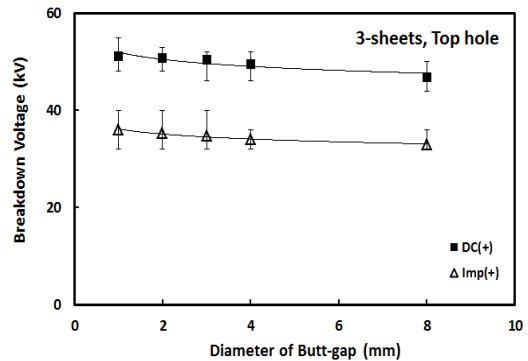 3-sheets, Top hole
Breakdown Voltage (kV)
60
40
20
0
DC(+)
Imp(+)
0 2 4 6 8 10
Diameter of Butt-gap (mm)